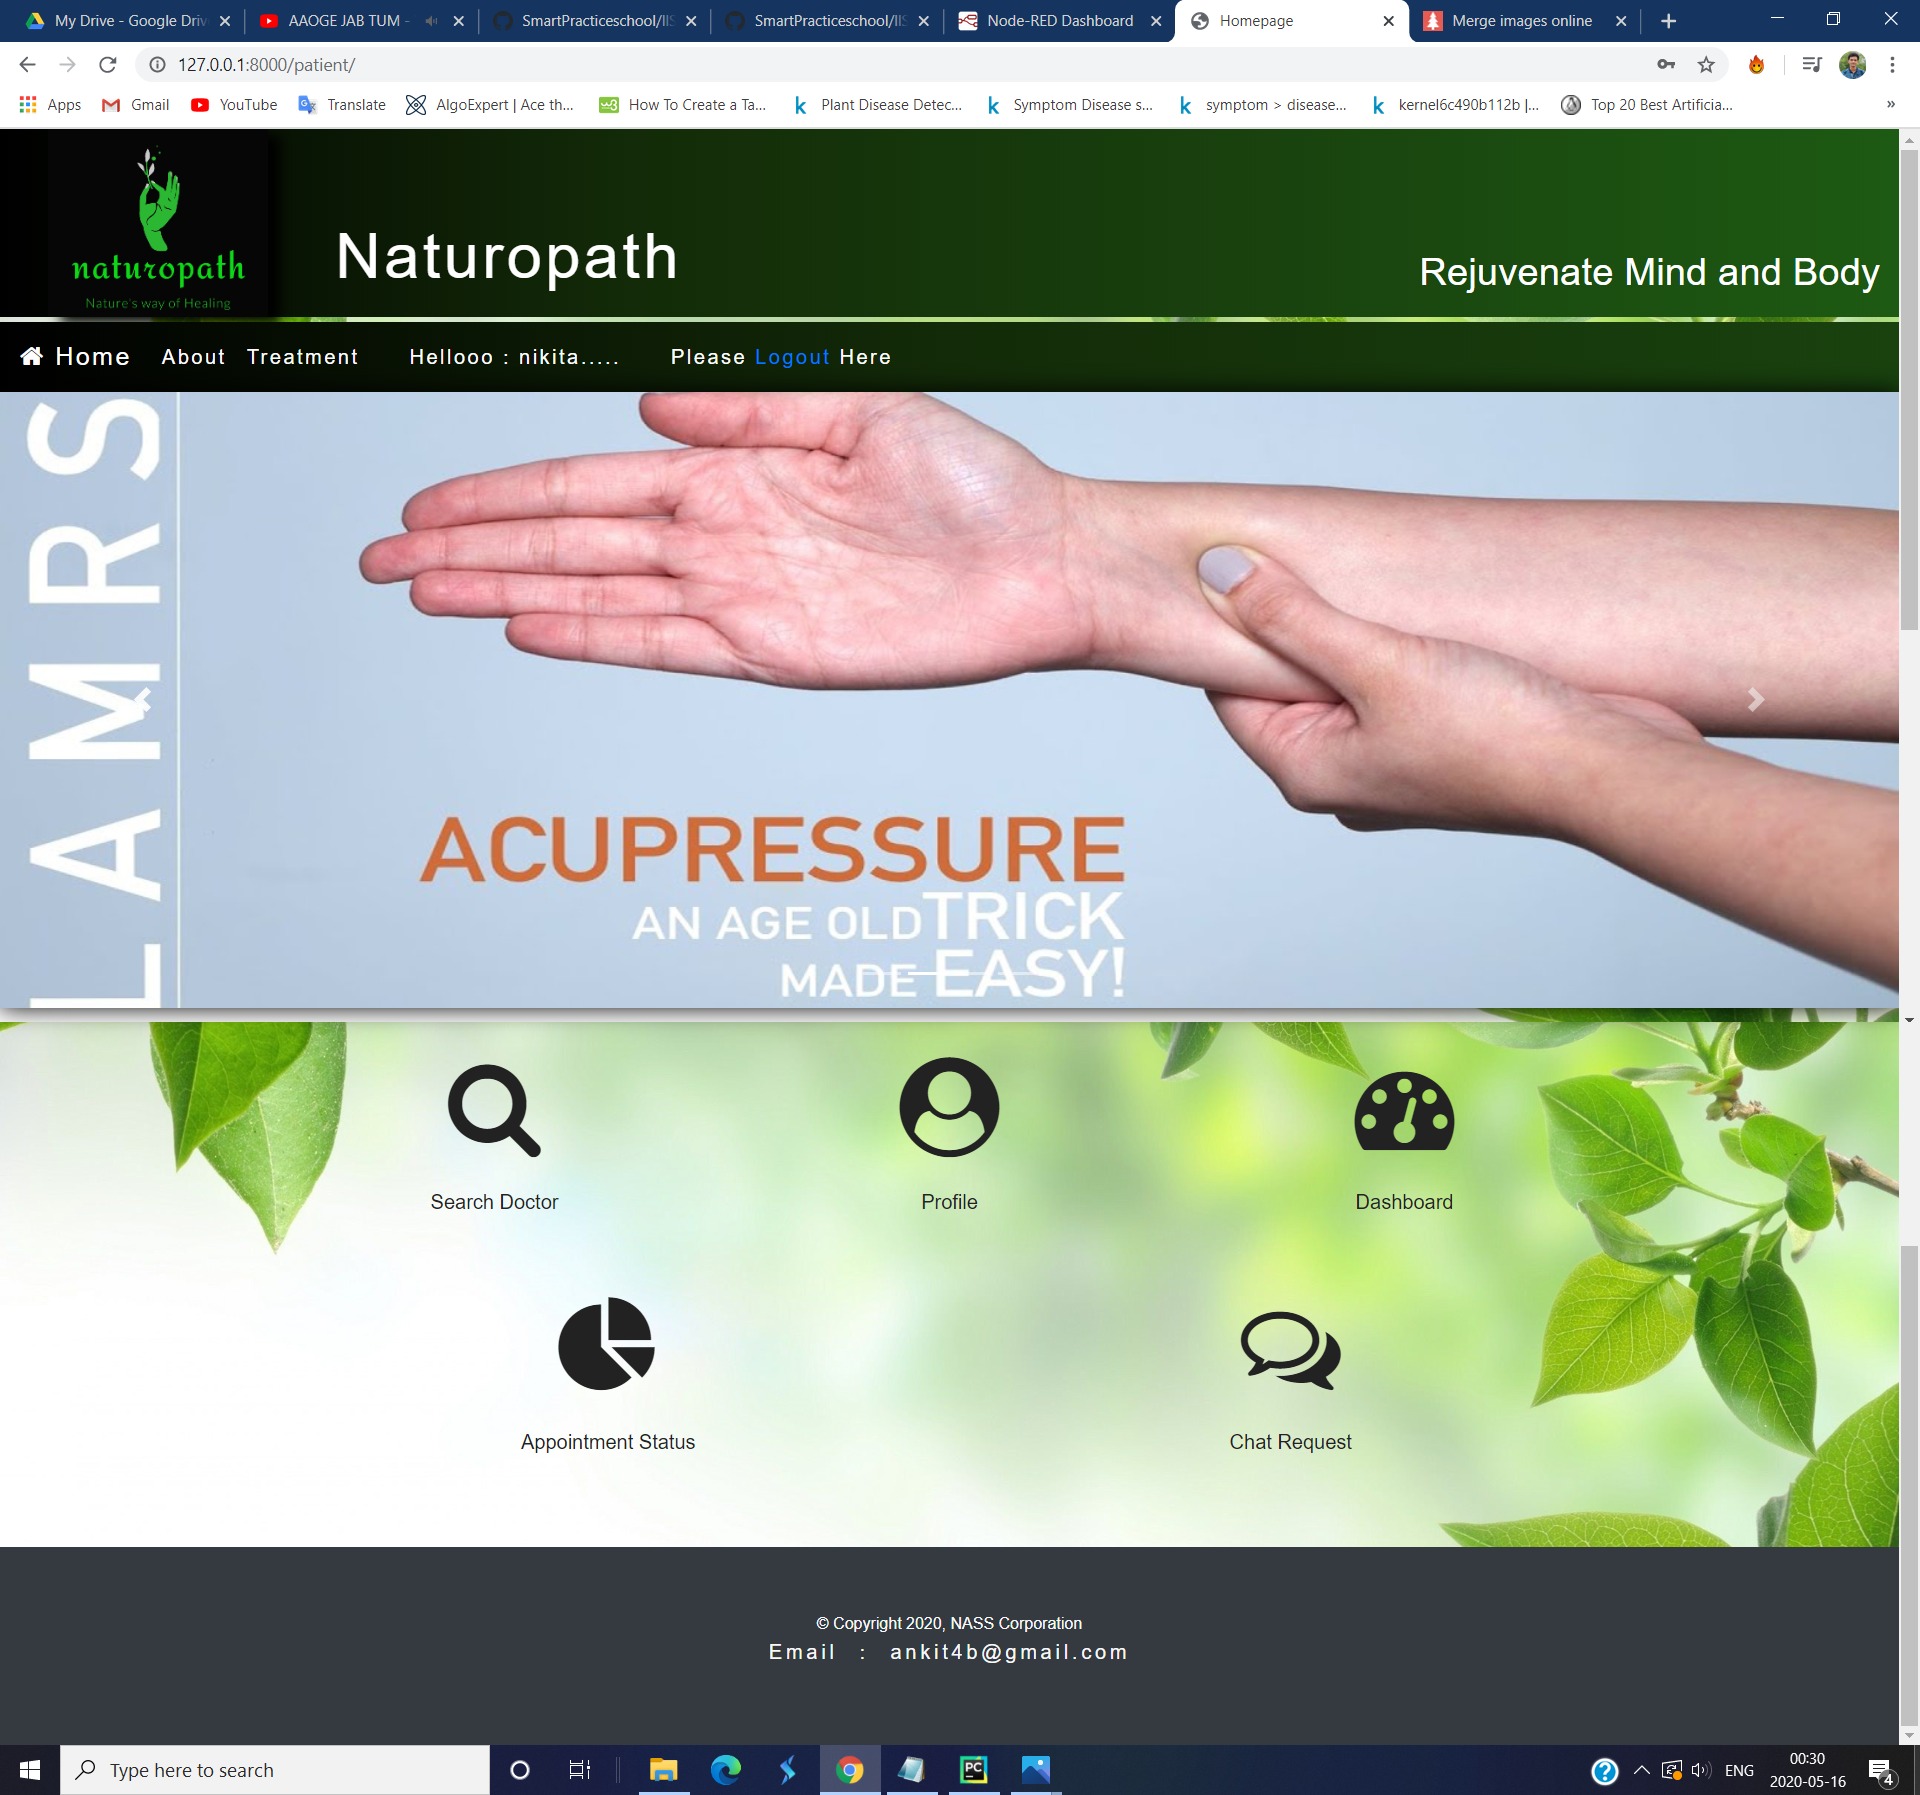 My Drive - Google Driv
AAOGE JAB TUM -
SmartPracticeschool/IIS
SmartPracticeschool/IIS
Node-RED Dashboard
Homepage
Merge images online
127.0.0.1:8000/patient/
Apps
Gmail
YouTube
Translate
AlgoExpert | Ace th...
How To Create a Ta...
Plant Disease Detec...
Symptom Disease s...
symptom > disease...
kernel6c490b112b |...
Top 20 Best Artificia...
»
naturopath
Nature's way of Healing
Naturopath
Rejuvenate Mind and Body
Home About Treatment Hellooo : nikita..... Please Logout Here
LAMRS
ACUPRESSURE
AN AGE OLD TRICK
MADE EASY!
Search Doctor
Profile
Dashboard
Appointment Status
Chat Request
© Copyright 2020, NASS Corporation
Email : ankit4b@gmail.com
Type here to search
PC
ENG
00:30
2020-05-16
4